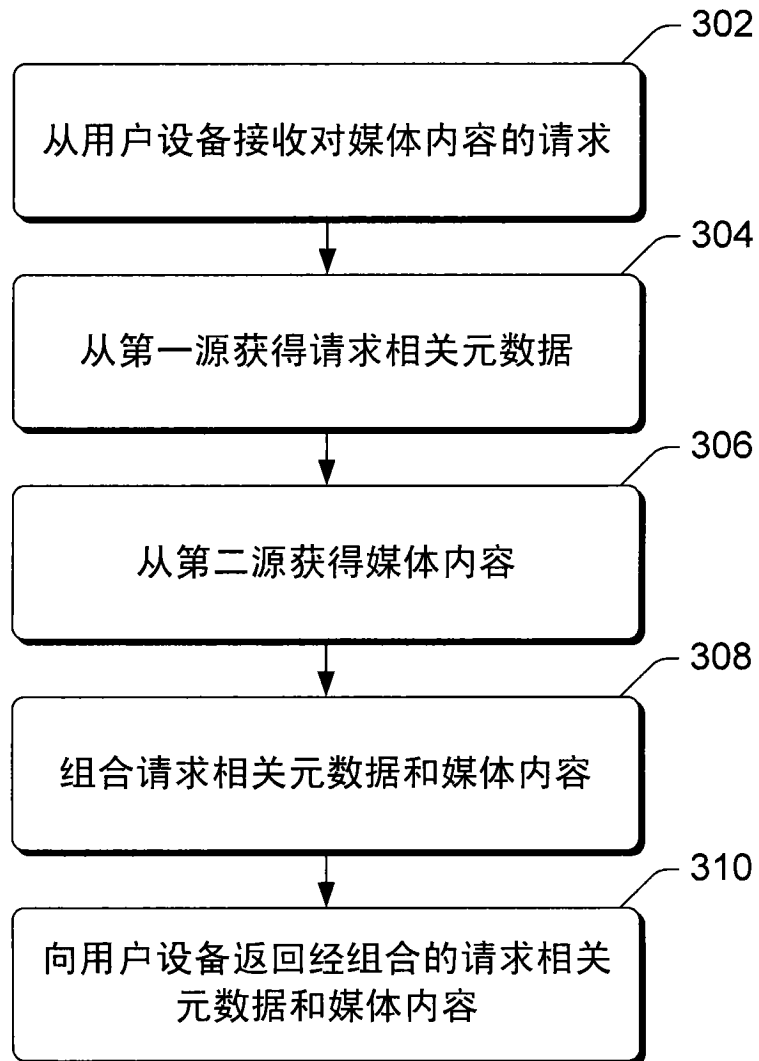 302
从用户设备接收对媒体内容的请求
304
从第一源获得请求相关元数据
306
从第二源获得媒体内容
308
组合请求相关元数据和媒体内容
310
向用户设备返回经组合的请求相关
元数据和媒体内容